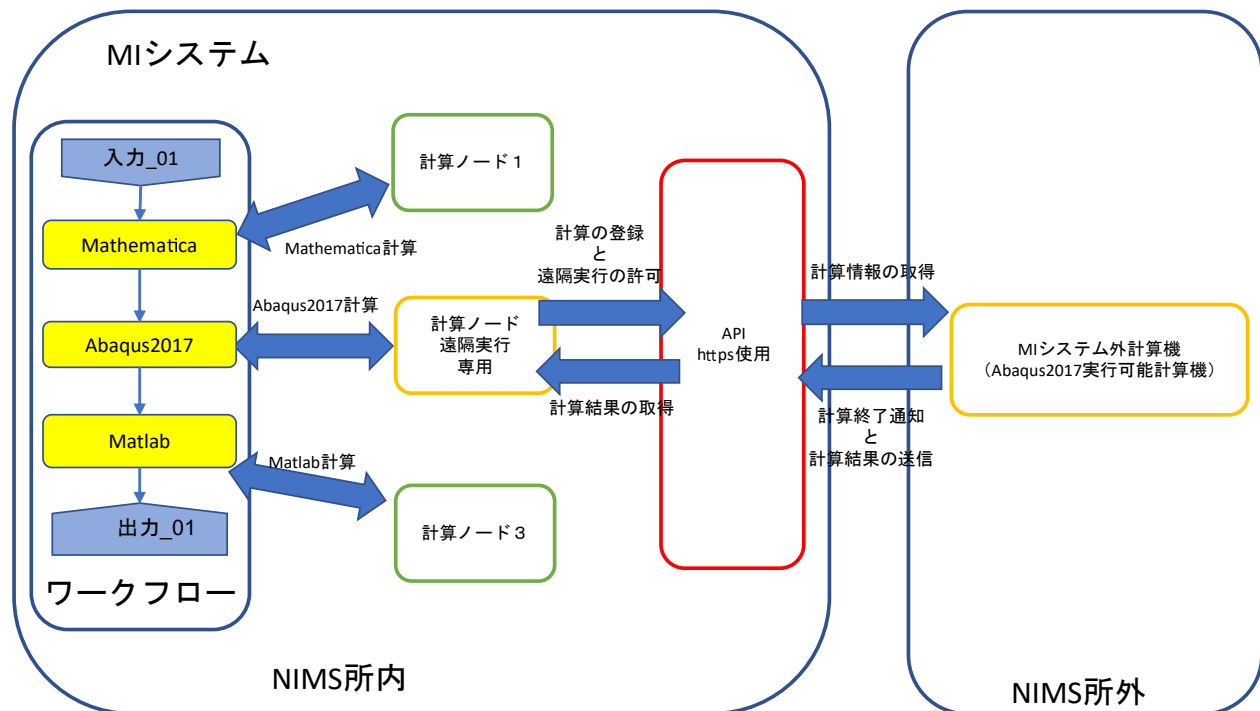 MIシステム
入力_01
Mathematica
Abaqus2017
Matlab
出力_01
ワークフロー
計算ノード１
Mathematica計算
Abaqus2017計算
計算ノード
遠隔実行
専用
Matlab計算
計算ノード３
計算の登録
と
遠隔実行の許可
計算結果の取得
API
https使用
計算情報の取得
計算終了通知
と
計算結果の送信
MIシステム外計算機
（Abaqus2017実行可能計算機）
NIMS所内
NIMS所外